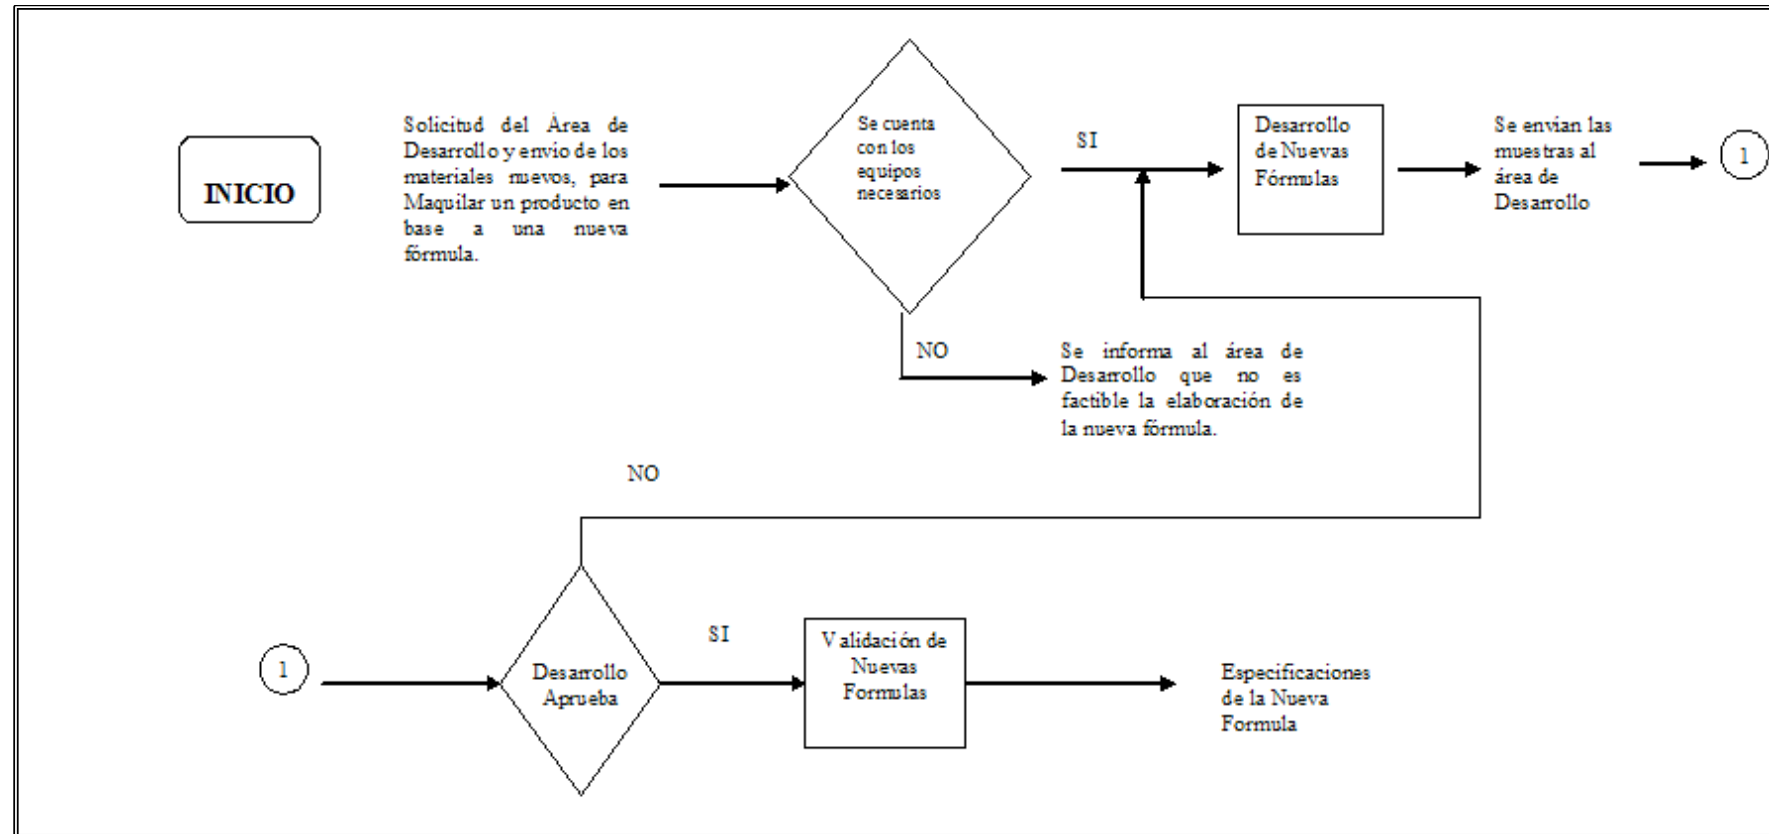 INICIO
Solicitud del Área de
Desarrollo y envio de los
materiales nuevos, para
Maquilar un producto en
base a una nueva
fórmula.
Se cuenta
con los
equipos
necesarios
SI
Desarrollo
de Nuevas
Fórmulas
Se envian las
muestras al
área de
Desarrollo
1
NO
Se informa al área de
Desarrollo que no es
factible la elaboración de
la nueva fórmula.
NO
1
Desarrollo
Aprueba
SI
Validación de
Nuevas
Formulas
Especificaciones
de la Nueva
Formula